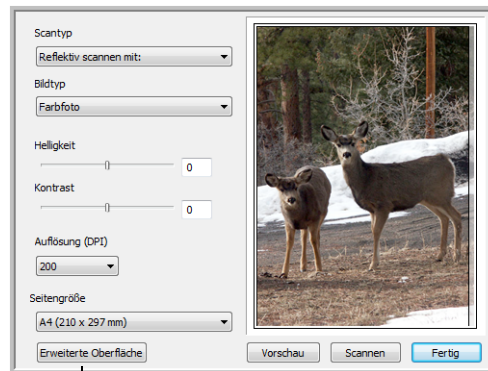 Scantyp
Reflektiv scannen mit:
Bildtyp
Farbfoto
Helligkeit
0
Kontrast
0
Auflösung (DPI)
200
Seitengröße
A4 (210 x 297 mm)
Erweiterte Oberfläche
Vorschau
Scannen
Fertig